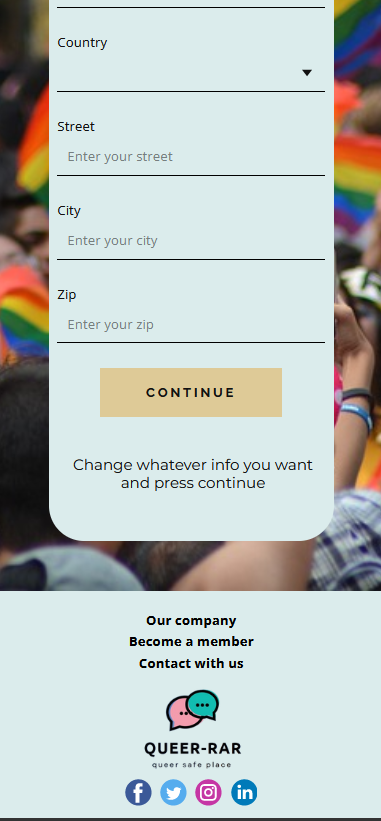 Country
Street
Enter your street
City
Enter your city
Zip
Enter your zip
CONTINUE
Change whatever info you want
and press continue
Our company
Become a member
Contact with us
QUEER-RAR
queer safe place